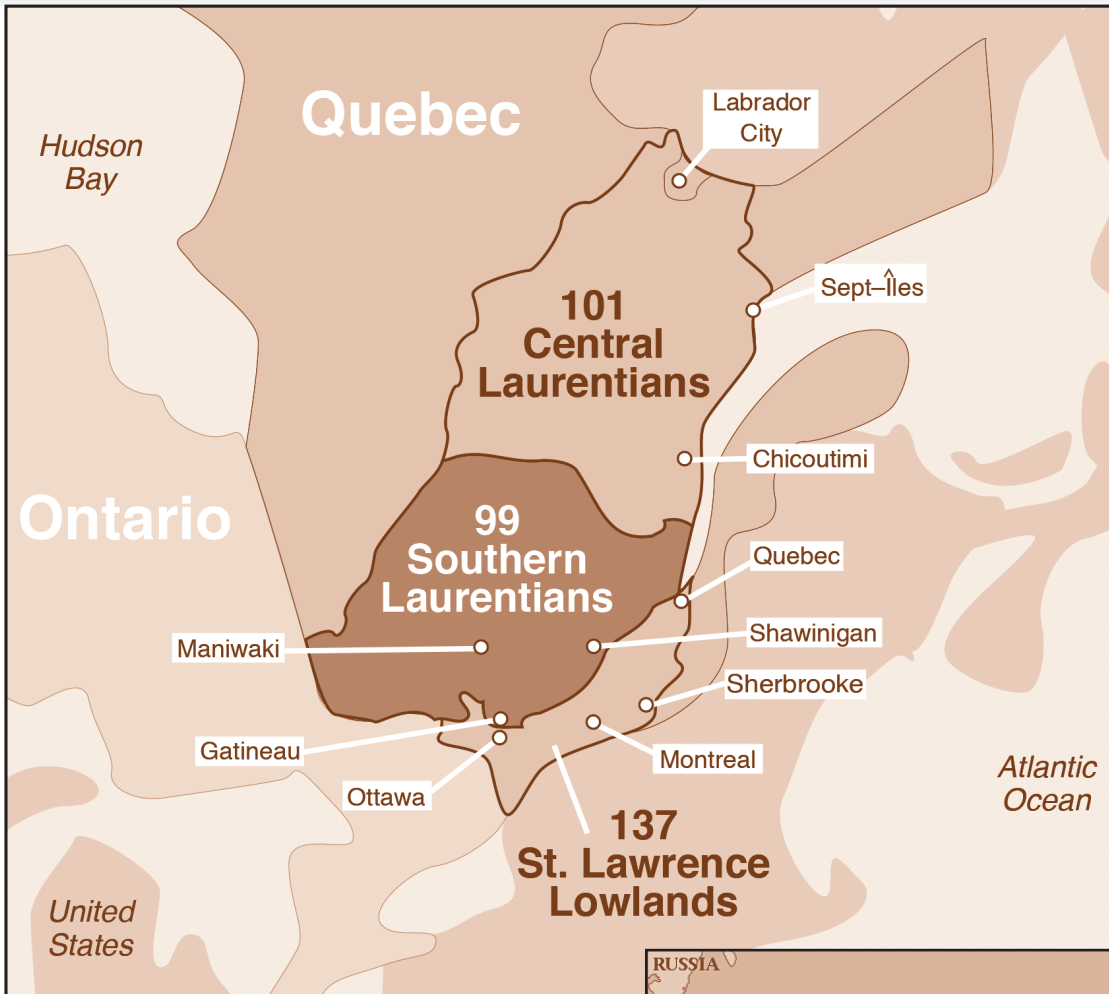 Quebec
Labrador
City
Hudson
Bay
Sept–Îles
101
Central
Laurentians
Chicoutimi
Ontario
99
Southern
Laurentians
Quebec
Maniwaki
Shawinigan
Sherbrooke
Gatineau
Montreal
Ottawa
Atlantic
Ocean
137
St. Lawrence
Lowlands
United
States
RUSSIA